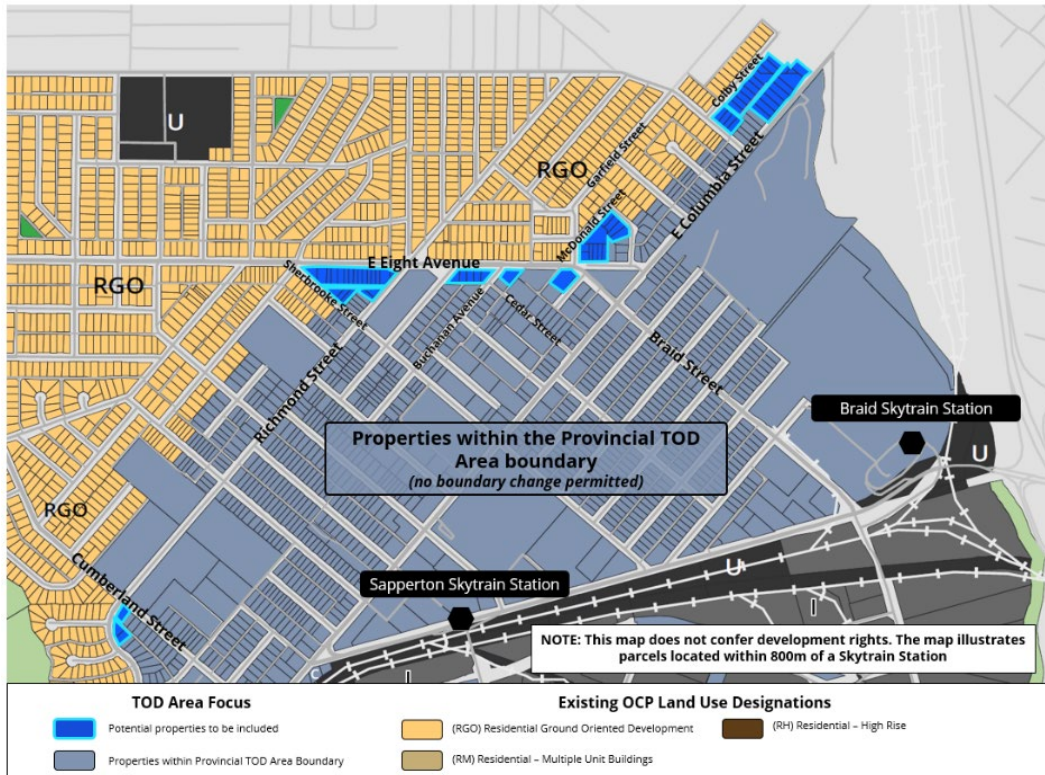 Colby Street
U
RGO
Garfield Street
E Columbia Street
McDonald Street
E Eight Avenue
Sherbrooke Street
RGO
Buchanan Avenue
Cedar Street
Braid Street
Richmond Street
Braid Skytrain Station
Properties within the Provincial TOD
Area boundary
(no boundary change permitted)
U
RGO
Cumberland Street
Sapperton Skytrain Station
U
I
NOTE: This map does not confer development rights. The map illustrates
parcels located within 800m of a Skytrain Station
C
I
TOD Area Focus
Existing OCP Land Use Designations
Potential properties to be included
(RGO) Residential Ground Oriented Development
(RH) Residential – High Rise
Properties within Provincial TOD Area Boundary
(RM) Residential – Multiple Unit Buildings